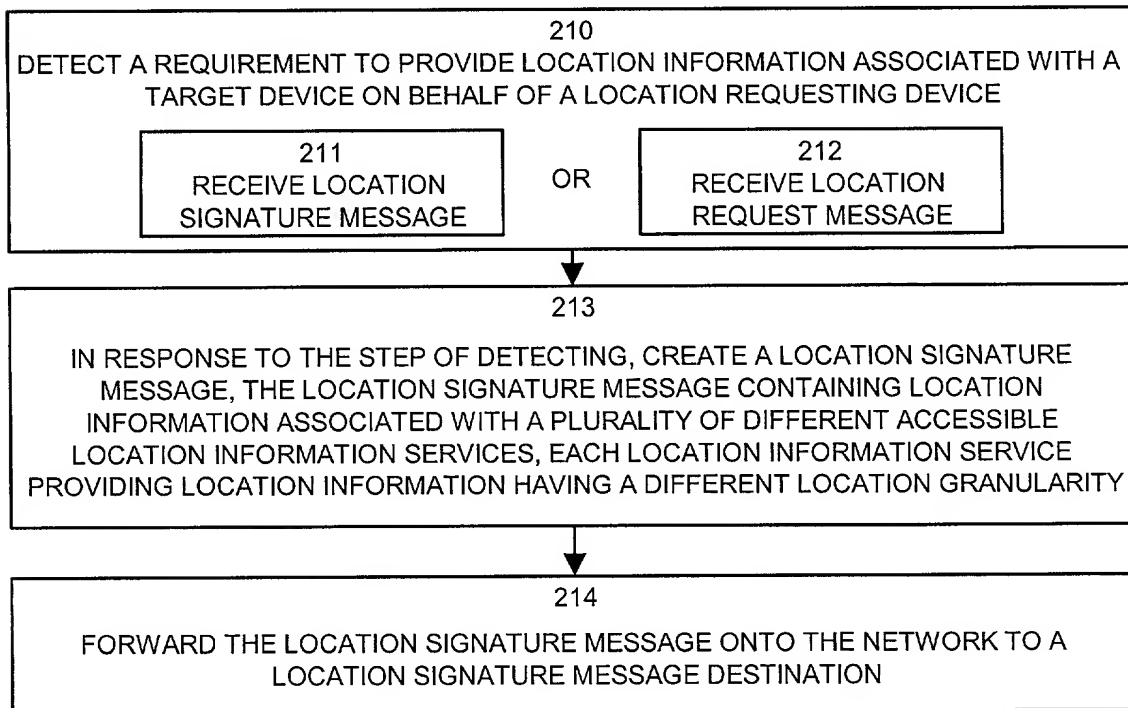 210
DETECT A REQUIREMENT TO PROVIDE LOCATION INFORMATION ASSOCIATED WITH A
TARGET DEVICE ON BEHALF OF A LOCATION REQUESTING DEVICE
211
RECEIVE LOCATION
SIGNATURE MESSAGE
OR
212
RECEIVE LOCATION
REQUEST MESSAGE
213
IN RESPONSE TO THE STEP OF DETECTING, CREATE A LOCATION SIGNATURE
MESSAGE, THE LOCATION SIGNATURE MESSAGE CONTAINING LOCATION
INFORMATION ASSOCIATED WITH A PLURALITY OF DIFFERENT ACCESSIBLE
LOCATION INFORMATION SERVICES, EACH LOCATION INFORMATION SERVICE
PROVIDING LOCATION INFORMATION HAVING A DIFFERENT LOCATION GRANULARITY
214
FORWARD THE LOCATION SIGNATURE MESSAGE ONTO THE NETWORK TO A
LOCATION SIGNATURE MESSAGE DESTINATION